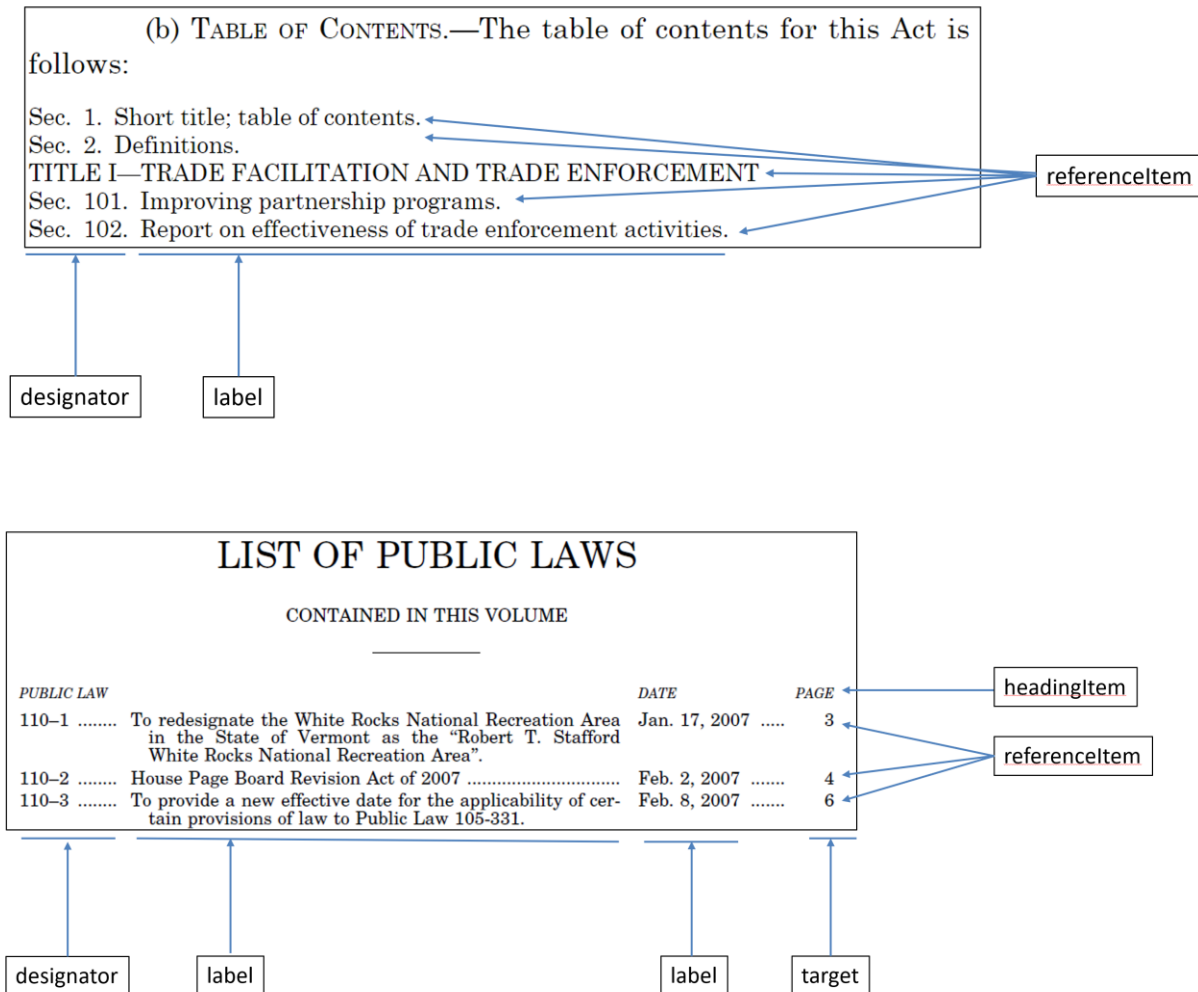 (b) TABLE OF CONTENTS.—The table of contents for this Act is
follows:
Sec. 1. Short title; table of contents.
Sec. 2. Definitions.
TITLE I—TRADE FACILITATION AND TRADE ENFORCEMENT
Sec. 101. Improving partnership programs.
Sec. 102. Report on effectiveness of trade enforcement activities.
referenceItem
designator
label
LIST OF PUBLIC LAWS
CONTAINED IN THIS VOLUME
PUBLIC LAW DATE PAGE
headingItem
110–1 ........ To redesignate the White Rocks National Recreation Area Jan. 17, 2007 ..... 3
in the State of Vermont as the “Robert T. Stafford
White Rocks National Recreation Area”.
referenceItem
110–2 ........ House Page Board Revision Act of 2007 .............................. Feb. 2, 2007 ....... 4
110–3 ........ To provide a new effective date for the applicability of cer- Feb. 8, 2007 ....... 6
tain provisions of law to Public Law 105-331.
designator
label
label
target